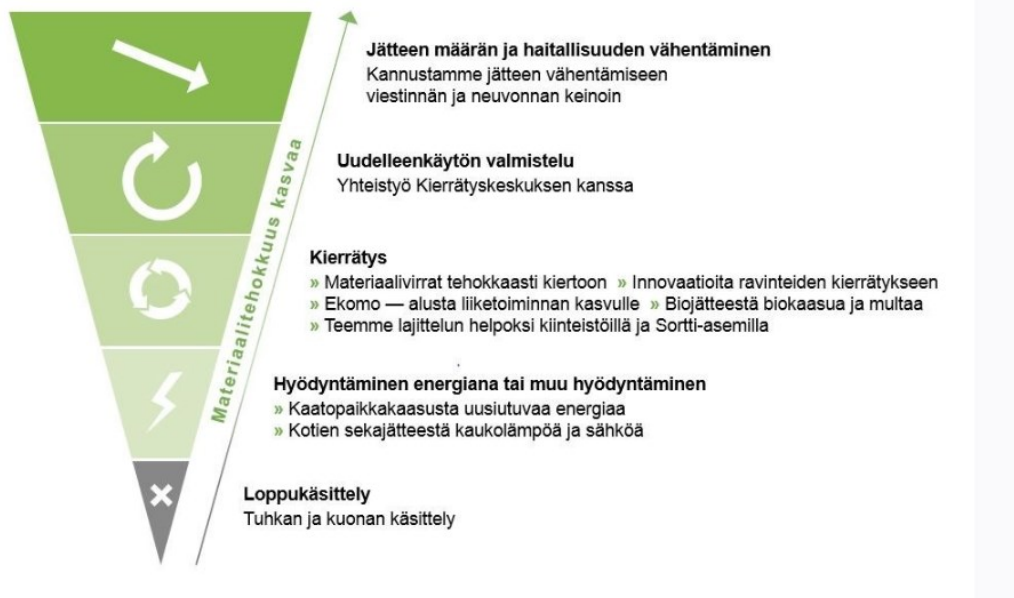 Jätteen määrän ja haitallisuuden vähentäminen
Kannustamme jätteen vähentämiseen
viestinnän ja neuvonnan keinoin
Uudelleenkäytön valmistelu
Yhteistyö Kierrätyskeskuksen kanssa
Materiaalitehokkuus kasvaa
Kierrätys
» Materiaalivirrat tehokkaasti kiertoon » Innovaatioita ravinteiden kierrätykseen
» Ekomo — alusta liiketoiminnan kasvulle » Biojätteestä biokaasua ja multaa
» Teemme lajittelun helpoksi kiinteistöillä ja Sortti-asemilla
Hyödyntäminen energiana tai muu hyödyntäminen
» Kaatopaikkakaasusta uusiutuvaa energiaa
» Kotien sekajätteestä kaukolämpöä ja sähköä
Loppukäsittely
Tuhkan ja kuonan käsittely